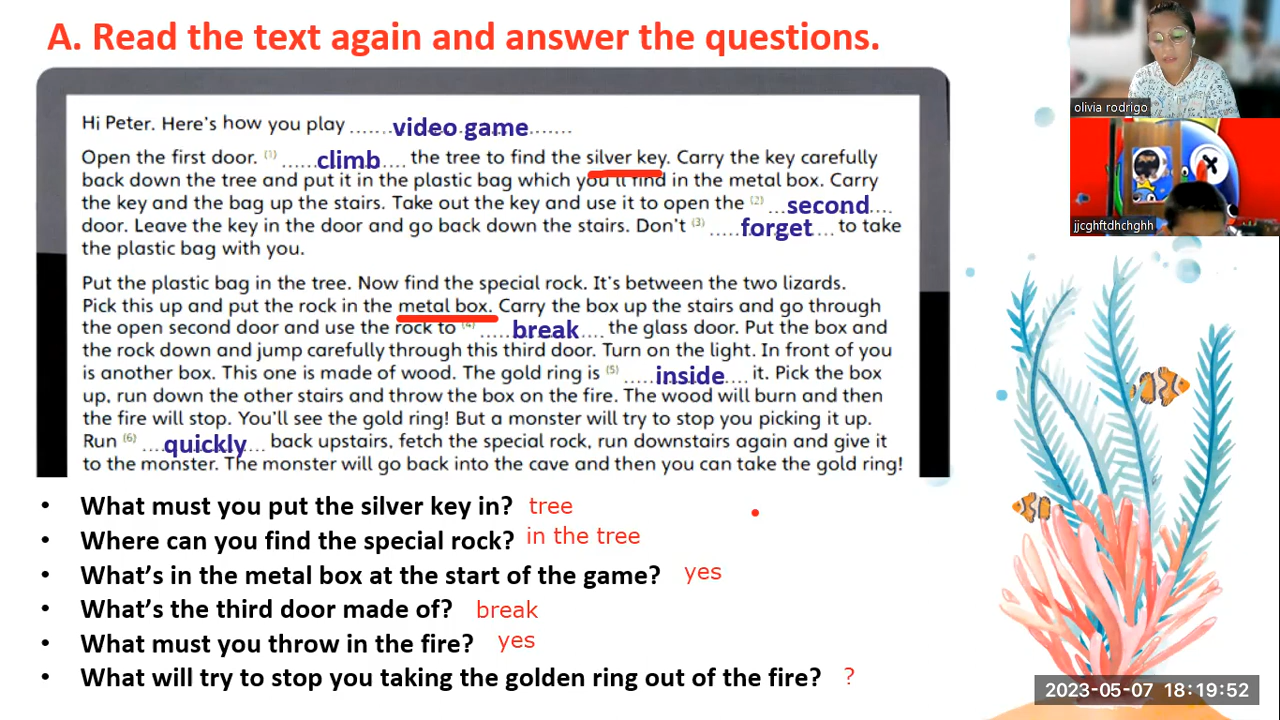 A. Read the text again and answer the questions.
Hi Peter. Here's how you play ......video game.......
Open the first door. (1) ......climb.... the tree to find the silver key. Carry the key carefully
back down the tree and put it in the plastic bag which you'll find in the metal box. Carry
the key and the bag up the stairs. Take out the key and use it to open the (2) ...second....
door. Leave the key in the door and go back down the stairs. Don't (3) .....forget.... to take
the plastic bag with you.
Put the plastic bag in the tree. Now find the special rock. It's between the two lizards.
Pick this up and put the rock in the metal box. Carry the box up the stairs and go through
the open second door and use the rock to (4) .....break.... the glass door. Put the box and
the rock down and jump carefully through this third door. Turn on the light. In front of you
is another box. This one is made of wood. The gold ring is (5) .....inside.... it. Pick the box
up, run down the other stairs and throw the box on the fire. The wood will burn and then
the fire will stop. You'll see the gold ring! But a monster will try to stop you picking it up.
Run (6) ....quickly.... back upstairs, fetch the special rock, run downstairs again and give it
to the monster. The monster will go back into the cave and then you can take the gold ring!
• What must you put the silver key in? tree
• Where can you find the special rock? in the tree
• What's in the metal box at the start of the game? yes
• What's the third door made of? break
• What must you throw in the fire? yes
• What will try to stop you taking the golden ring out of the fire? ?
olivia rodrigo
jjcghftdhchghh
2023-05-07 18:19:52